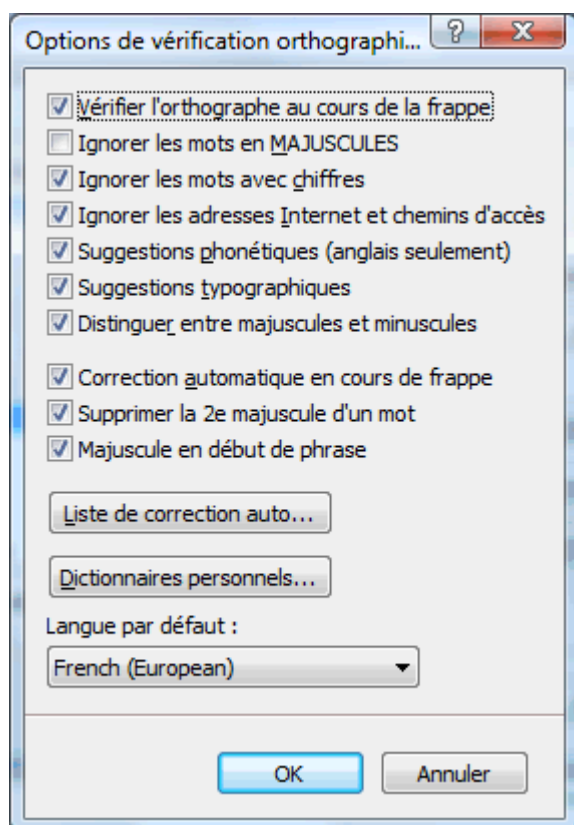 Options de vérification orthographi...
Vérifier l'orthographe au cours de la frappe
Ignorer les mots en MAJUSCULES
Ignorer les mots avec chiffres
Ignorer les adresses Internet et chemins d'accès
Suggestions phonétiques (anglais seulement)
Suggestions typographiques
Distinguer entre majuscules et minuscules
Correction automatique en cours de frappe
Supprimer la 2e majuscule d'un mot
Majuscule en début de phrase
Liste de correction auto...
Dictionnaires personnels...
Langue par défaut :
French (European)
OK Annuler